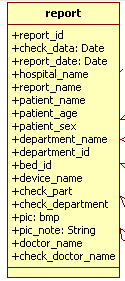 report
+report_id
+check_data: Date
+report_date: Date
+hospital_name
+report_name
+patient_name
+patient_age
+patient_sex
+department_name
+department_id
+bed_id
+device_name
+check_part
+check_department
+pic: bmp
+pic_note: String
+doctor_name
+check_doctor_name